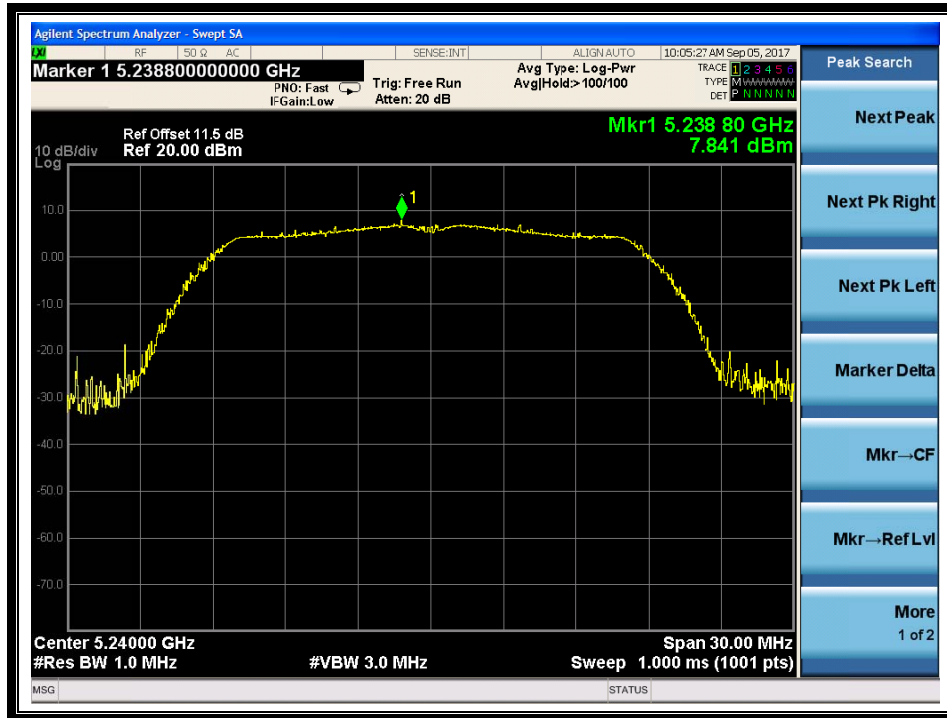 Agilent Spectrum Analyzer - Swept SA
LXI RF 50 Ω AC SENSE:INT ALIGN AUTO 10:05:27 AM Sep 05, 2017
Marker 1 5.238800000000 GHz
PNO: Fast
IFGain:Low
Trig: Free Run
Atten: 20 dB
Avg Type: Log-Pwr
Avg|Hold:>100/100
TRACE 1 2 3 4 5 6
TYPE M
DET P N N N N N
Peak Search
Mkr1 5.238 80 GHz
7.841 dBm
Ref Offset 11.5 dB
10 dB/div Ref 20.00 dBm
Log
1
10.0
0.00
-10.0
-20.0
-30.0
-40.0
-50.0
-60.0
-70.0
Center 5.24000 GHz Span 30.00 MHz
#Res BW 1.0 MHz #VBW 3.0 MHz Sweep 1.000 ms (1001 pts)
MSG STATUS
Next Peak
Next Pk Right
Next Pk Left
Marker Delta
Mkr→CF
Mkr→Ref Lvl
More
1 of 2